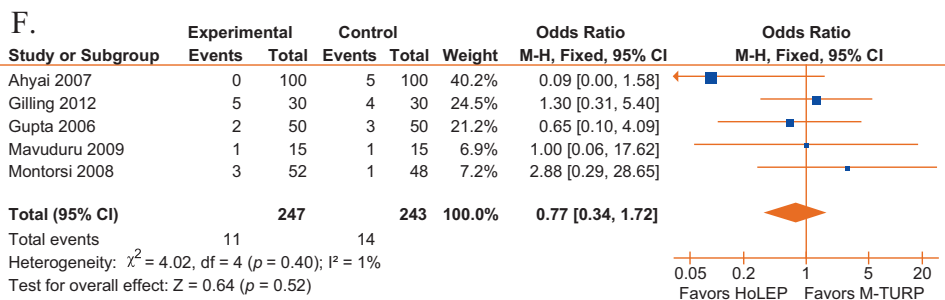 F.
Experimental Control Odds Ratio Odds Ratio
Study or Subgroup Events Total Events Total Weight M-H, Fixed, 95% CI M-H, Fixed, 95% CI
Ahyai 2007 0 100 5 100 40.2% 0.09 [0.00, 1.58]
Gilling 2012 5 30 4 30 24.5% 1.30 [0.31, 5.40]
Gupta 2006 2 50 3 50 21.2% 0.65 [0.10, 4.09]
Mavuduru 2009 1 15 1 15 6.9% 1.00 [0.06, 17.62]
Montorsi 2008 3 52 1 48 7.2% 2.88 [0.29, 28.65]
Total (95% CI) 247 243 100.0% 0.77 [0.34, 1.72]
Total events 11 14
Heterogeneity: χ² = 4.02, df = 4 (p = 0.40); I² = 1%
Test for overall effect: Z = 0.64 (p = 0.52)
0.05 0.2 1 5 20
Favors HoLEP Favors M-TURP